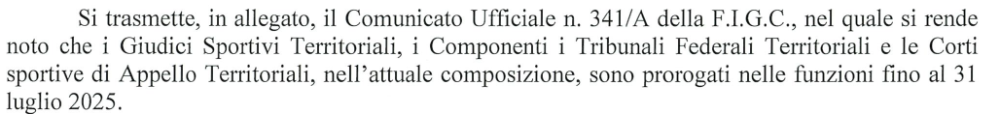 Si trasmette, in allegato, il Comunicato Ufficiale n. 341/A della F.I.G.C., nel quale si rende
noto che i Giudici Sportivi Territoriali, i Componenti i Tribunali Federali Territoriali e le Corti
sportive di Appello Territoriali, nell'attuale composizione, sono prorogati nelle funzioni fino al 31
luglio 2025.